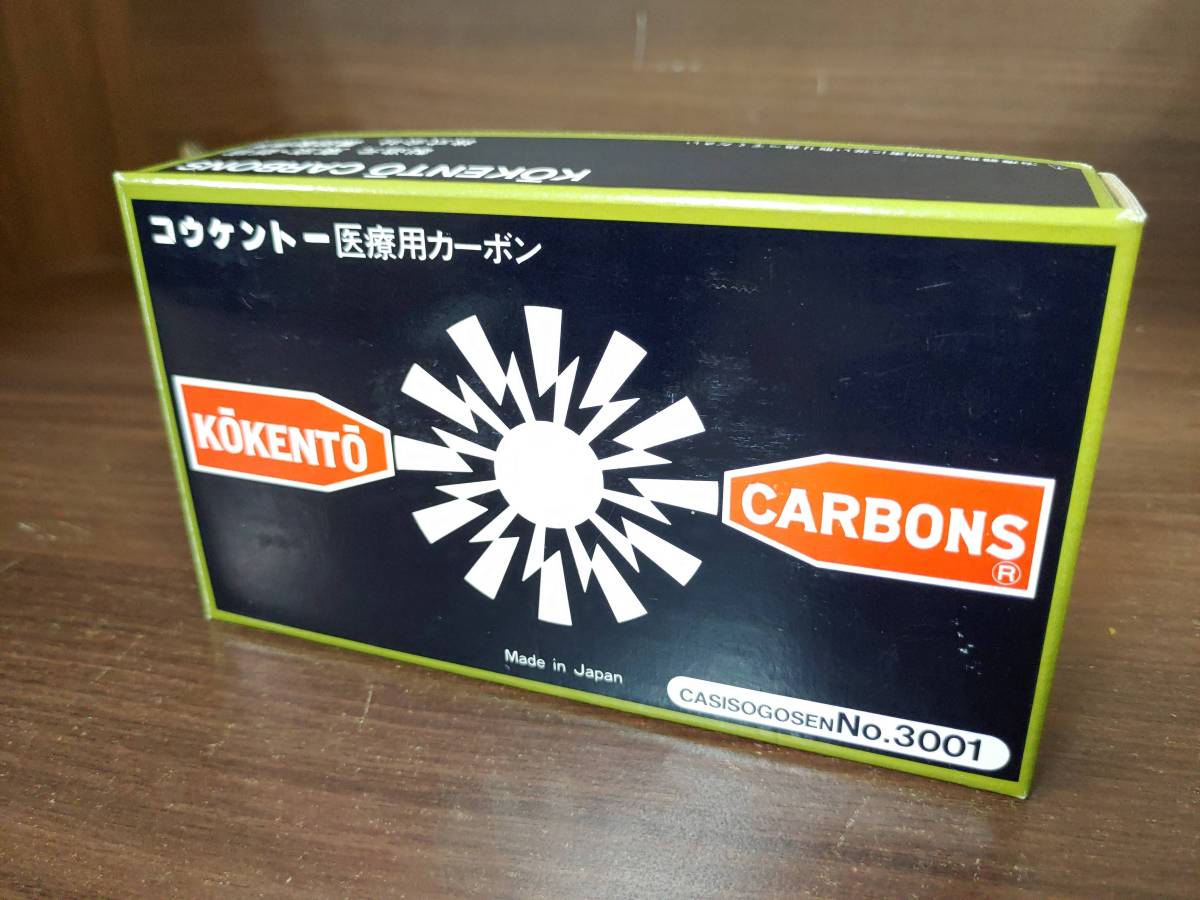 KŌKENTŌ CARBONS
コウケントー医療用カーボン
KŌKENTŌ
CARBONS
®
Made in Japan
CASISOGOSEN No.3001